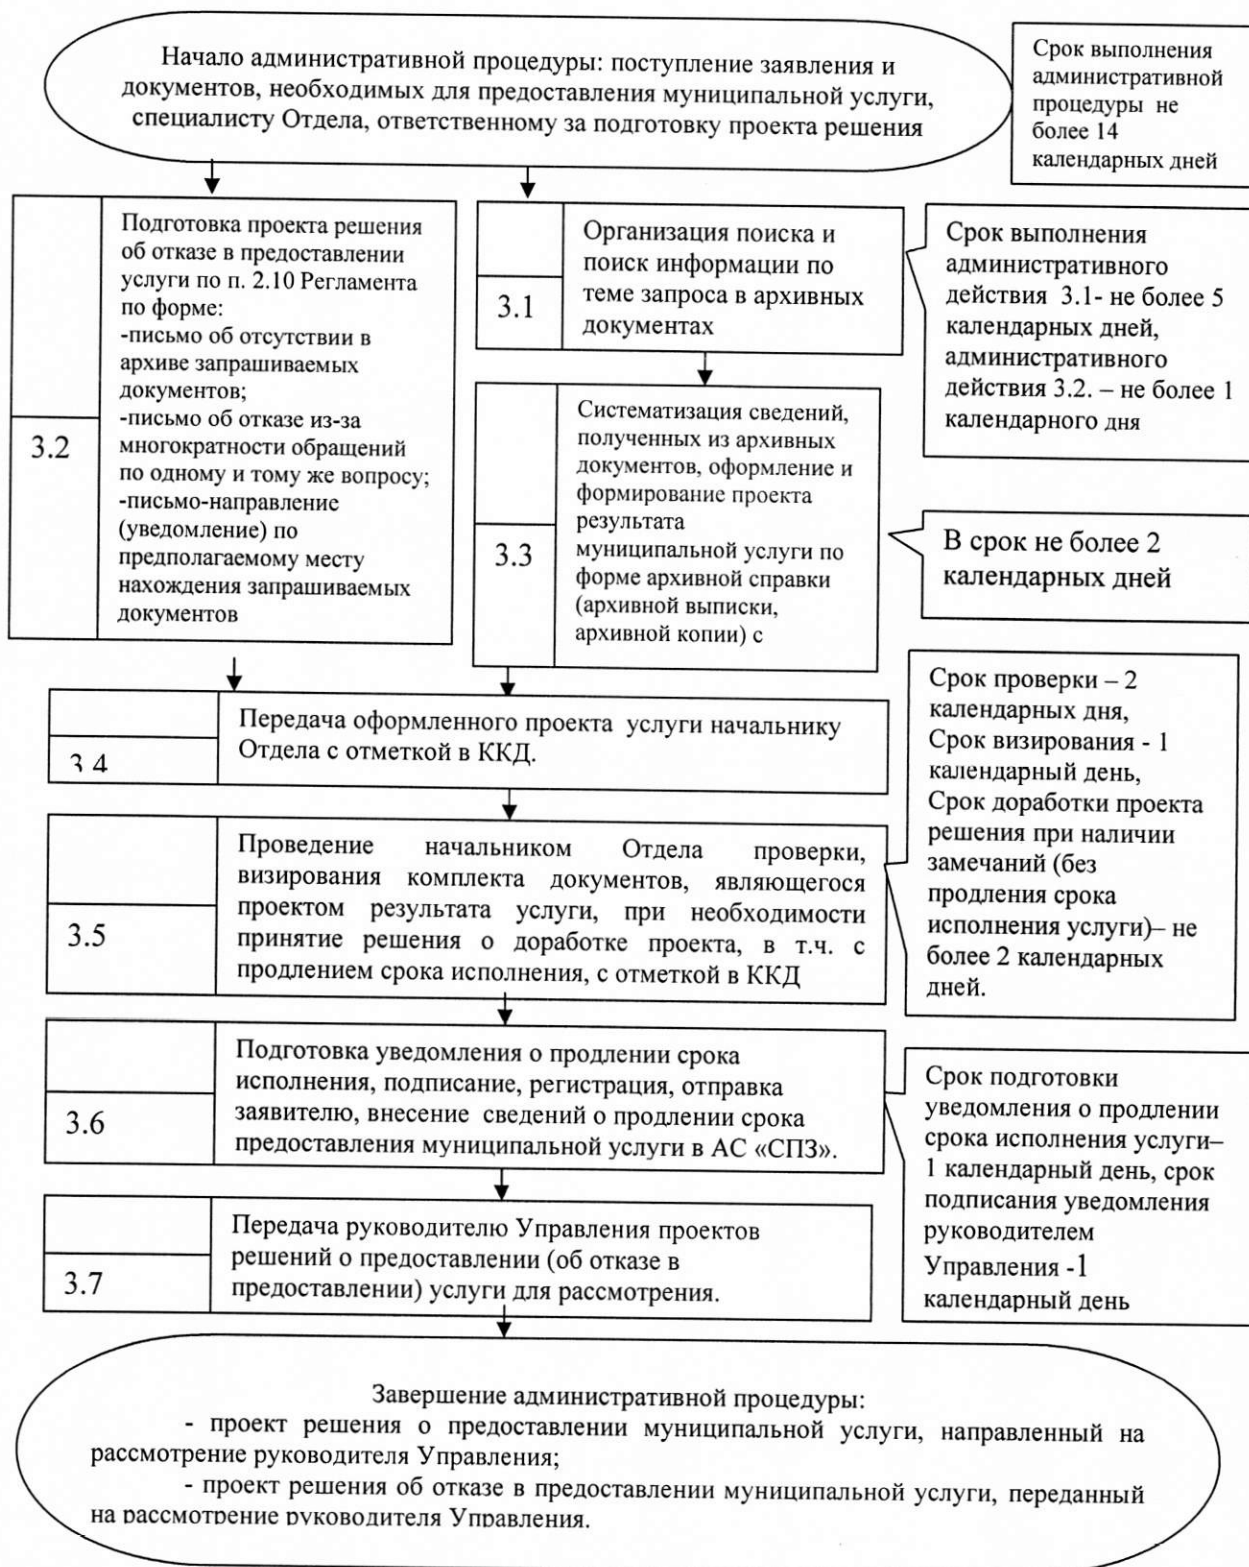 Начало административной процедуры: поступление заявления и
документов, необходимых для предоставления муниципальной услуги,
специалисту Отдела, ответственному за подготовку проекта решения
Срок выполнения
административной
процедуры не
более 14
календарных дней
3.2
Подготовка проекта решения
об отказе в предоставлении
услуги по п. 2.10 Регламента
по форме:
-письмо об отсутствии в
архиве запрашиваемых
документов;
-письмо об отказе из-за
многократности обращений
по одному и тому же вопросу;
-письмо-направление
(уведомление) по
предполагаемому месту
нахождения запрашиваемых
документов
3.1
Организация поиска и
поиск информации по
теме запроса в архивных
документах
Срок выполнения
административного
действия 3.1- не более 5
календарных дней,
административного
действия 3.2. – не более 1
календарного дня
3.3
Систематизация сведений,
полученных из архивных
документов, оформление и
формирование проекта
результата
муниципальной услуги по
форме архивной справки
(архивной выписки,
архивной копии) с
В срок не более 2
календарных дней
3.4
Передача оформленного проекта услуги начальнику
Отдела с отметкой в ККД.
Срок проверки – 2
календарных дня,
Срок визирования - 1
календарный день,
Срок доработки проекта
решения при наличии
замечаний (без
продления срока
исполнения услуги)– не
более 2 календарных
дней.
3.5
Проведение начальником Отдела проверки,
визирования комплекта документов, являющегося
проектом результата услуги, при необходимости
принятие решения о доработке проекта, в т.ч. с
продлением срока исполнения, с отметкой в ККД
3.6
Подготовка уведомления о продлении срока
исполнения, подписание, регистрация, отправка
заявителю, внесение сведений о продлении срока
предоставления муниципальной услуги в АС «СПЗ».
Срок подготовки
уведомления о продлении
срока исполнения услуги–
1 календарный день, срок
подписания уведомления
руководителем
Управления -1
календарный день
3.7
Передача руководителю Управления проектов
решений о предоставлении (об отказе в
предоставлении) услуги для рассмотрения.
Завершение административной процедуры:
- проект решения о предоставлении муниципальной услуги, направленный на
рассмотрение руководителя Управления;
- проект решения об отказе в предоставлении муниципальной услуги, переданный
на рассмотрение руководителя Управления.